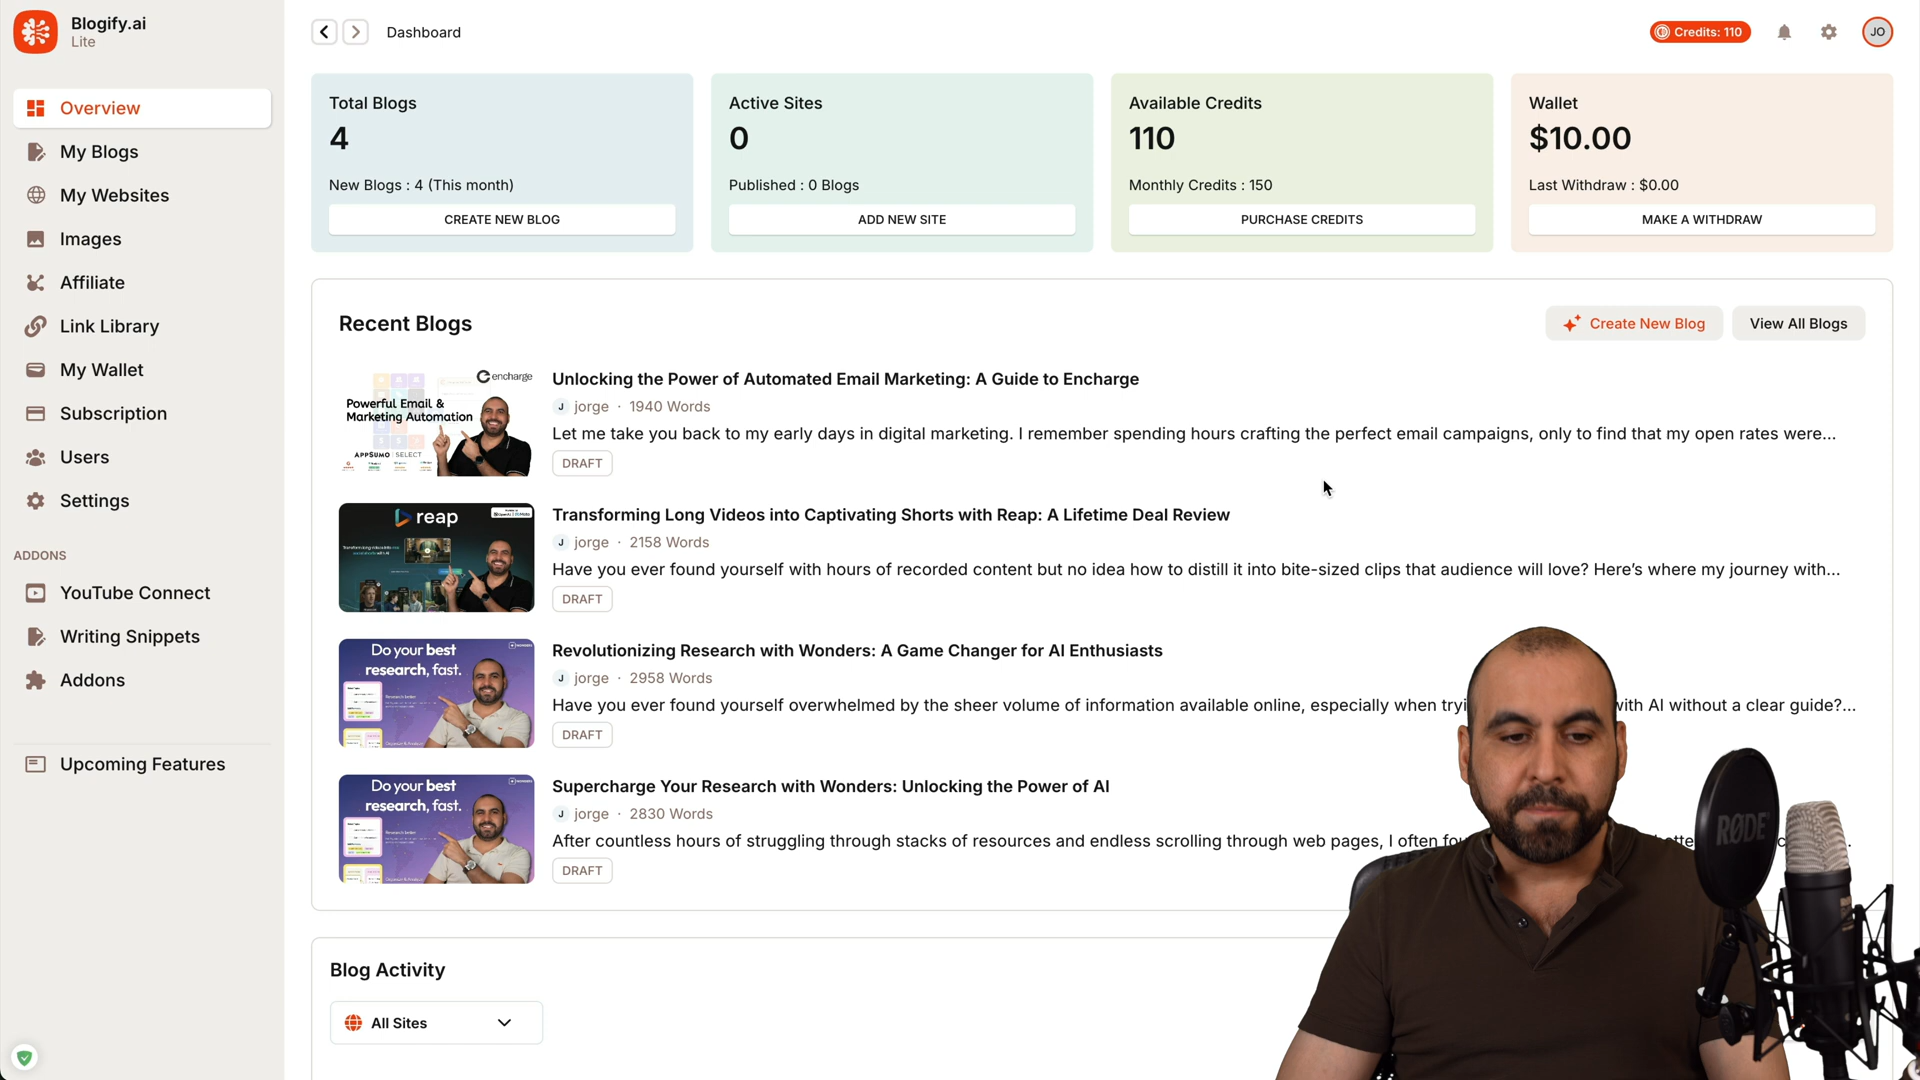 Blogify.ai
Lite
Dashboard
Credits: 110
JO
Overview
My Blogs
My Websites
Images
Affiliate
Link Library
My Wallet
Subscription
Users
Settings
ADDONS
YouTube Connect
Writing Snippets
Addons
Upcoming Features
Total Blogs
4
New Blogs : 4 (This month)
CREATE NEW BLOG
Active Sites
0
Published : 0 Blogs
ADD NEW SITE
Available Credits
110
Monthly Credits : 150
PURCHASE CREDITS
Wallet
$10.00
Last Withdraw : $0.00
MAKE A WITHDRAW
Recent Blogs
Create New Blog
View All Blogs
encharge
Powerful Email &
Marketing Automation
APPSUMO | SELECT
Unlocking the Power of Automated Email Marketing: A Guide to Encharge
J jorge · 1940 Words
Let me take you back to my early days in digital marketing. I remember spending hours crafting the perfect email campaigns, only to find that my open rates were...
DRAFT
reap
Transforming Long Videos into Captivating Shorts with Reap: A Lifetime Deal Review
J jorge · 2158 Words
Have you ever found yourself with hours of recorded content but no idea how to distill it into bite-sized clips that audience will love? Here's where my journey with...
DRAFT
Do your best
research, fast.
Revolutionizing Research with Wonders: A Game Changer for AI Enthusiasts
J jorge · 2958 Words
Have you ever found yourself overwhelmed by the sheer volume of information available online, especially when tryi with AI without a clear guide?...
DRAFT
Do your best
research, fast.
Supercharge Your Research with Wonders: Unlocking the Power of AI
J jorge · 2830 Words
After countless hours of struggling through stacks of resources and endless scrolling through web pages, I often fou
DRAFT
RØDE
Blog Activity
All Sites